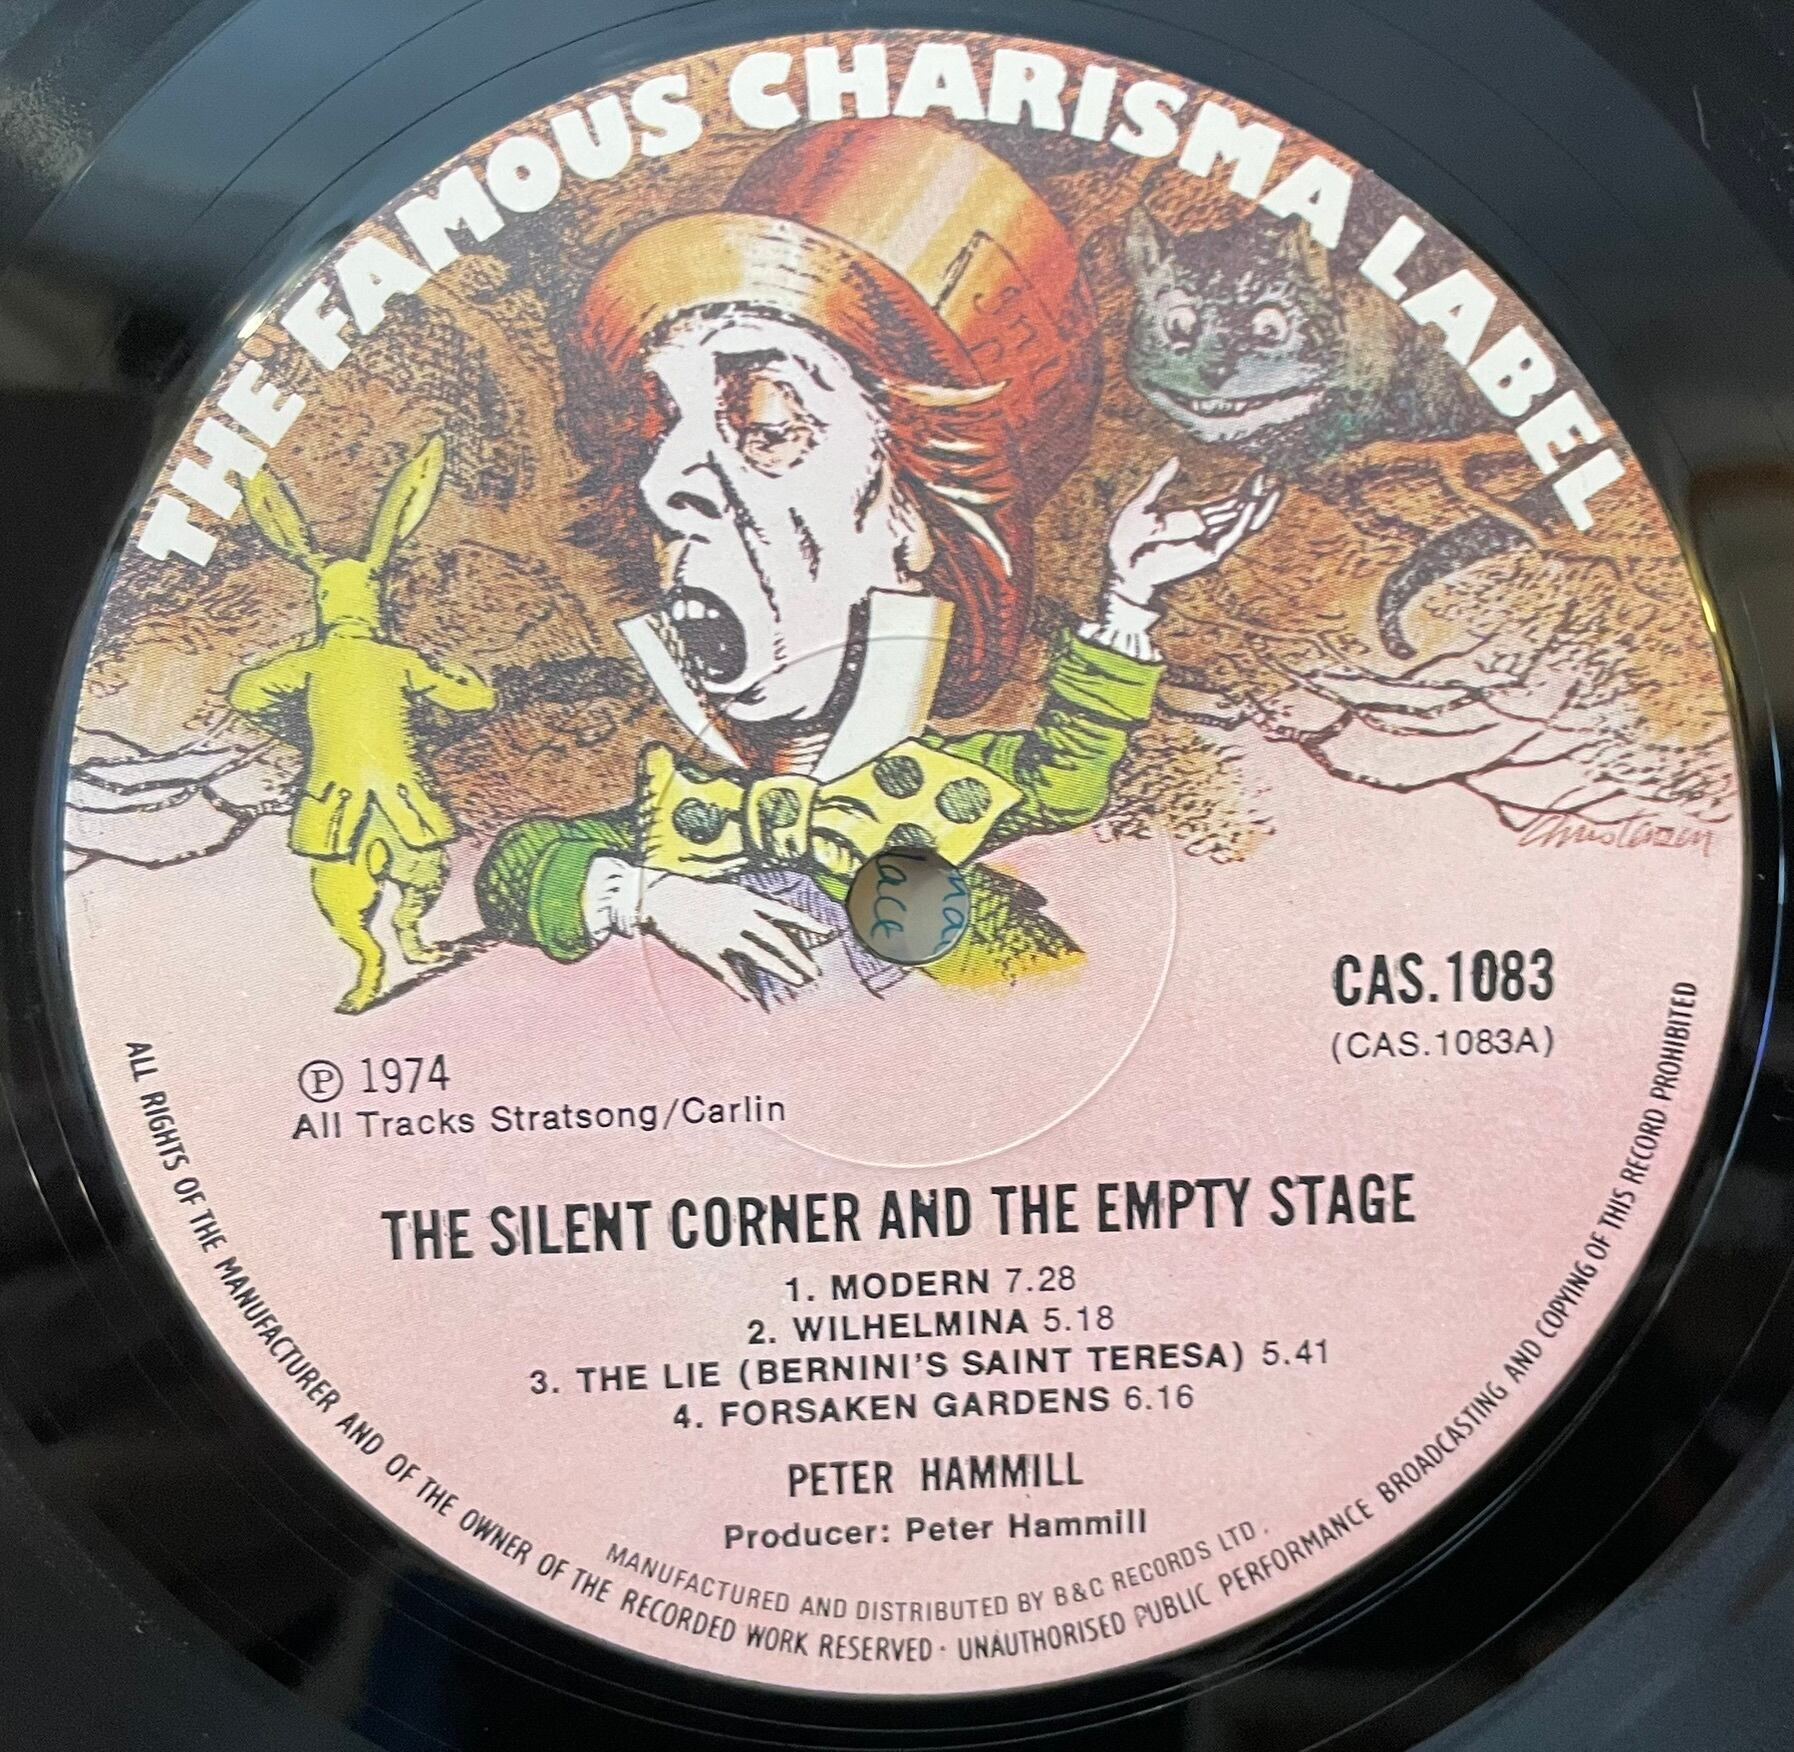 THE FAMOUS CHARISMA LABEL
Christensen
CAS.1083
(CAS.1083A)
Ⓟ 1974
All Tracks Stratsong/Carlin
THE SILENT CORNER AND THE EMPTY STAGE
1. MODERN 7.28
2. WILHELMINA 5.18
3. THE LIE (BERNINI'S SAINT TERESA) 5.41
4. FORSAKEN GARDENS 6.16
PETER HAMMILL
Producer: Peter Hammill
MANUFACTURED AND DISTRIBUTED BY B&C RECORDS LTD.
ALL RIGHTS OF THE MANUFACTURER AND OF THE OWNER OF THE RECORDED WORK RESERVED · UNAUTHORISED PUBLIC PERFORMANCE BROADCASTING AND COPYING OF THIS RECORD PROHIBITED